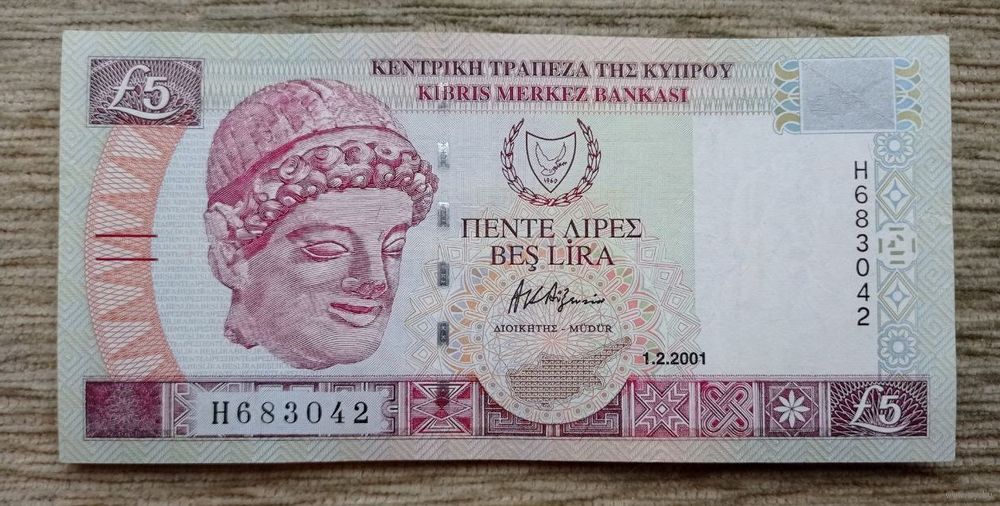 £5
ΚΕΝΤΡΙΚΗ ΤΡΑΠΕΖΑ ΤΗΣ ΚΥΠΡΟΥ
KIBRIS MERKEZ BANKASI
1960
ΠΕΝΤΕ ΛΙΡΕΣ
BEŞ LİRA
ΔΙΟΙΚΗΤΗΣ - MÜDÜR
1.2.2001
H683042
H683042
£5